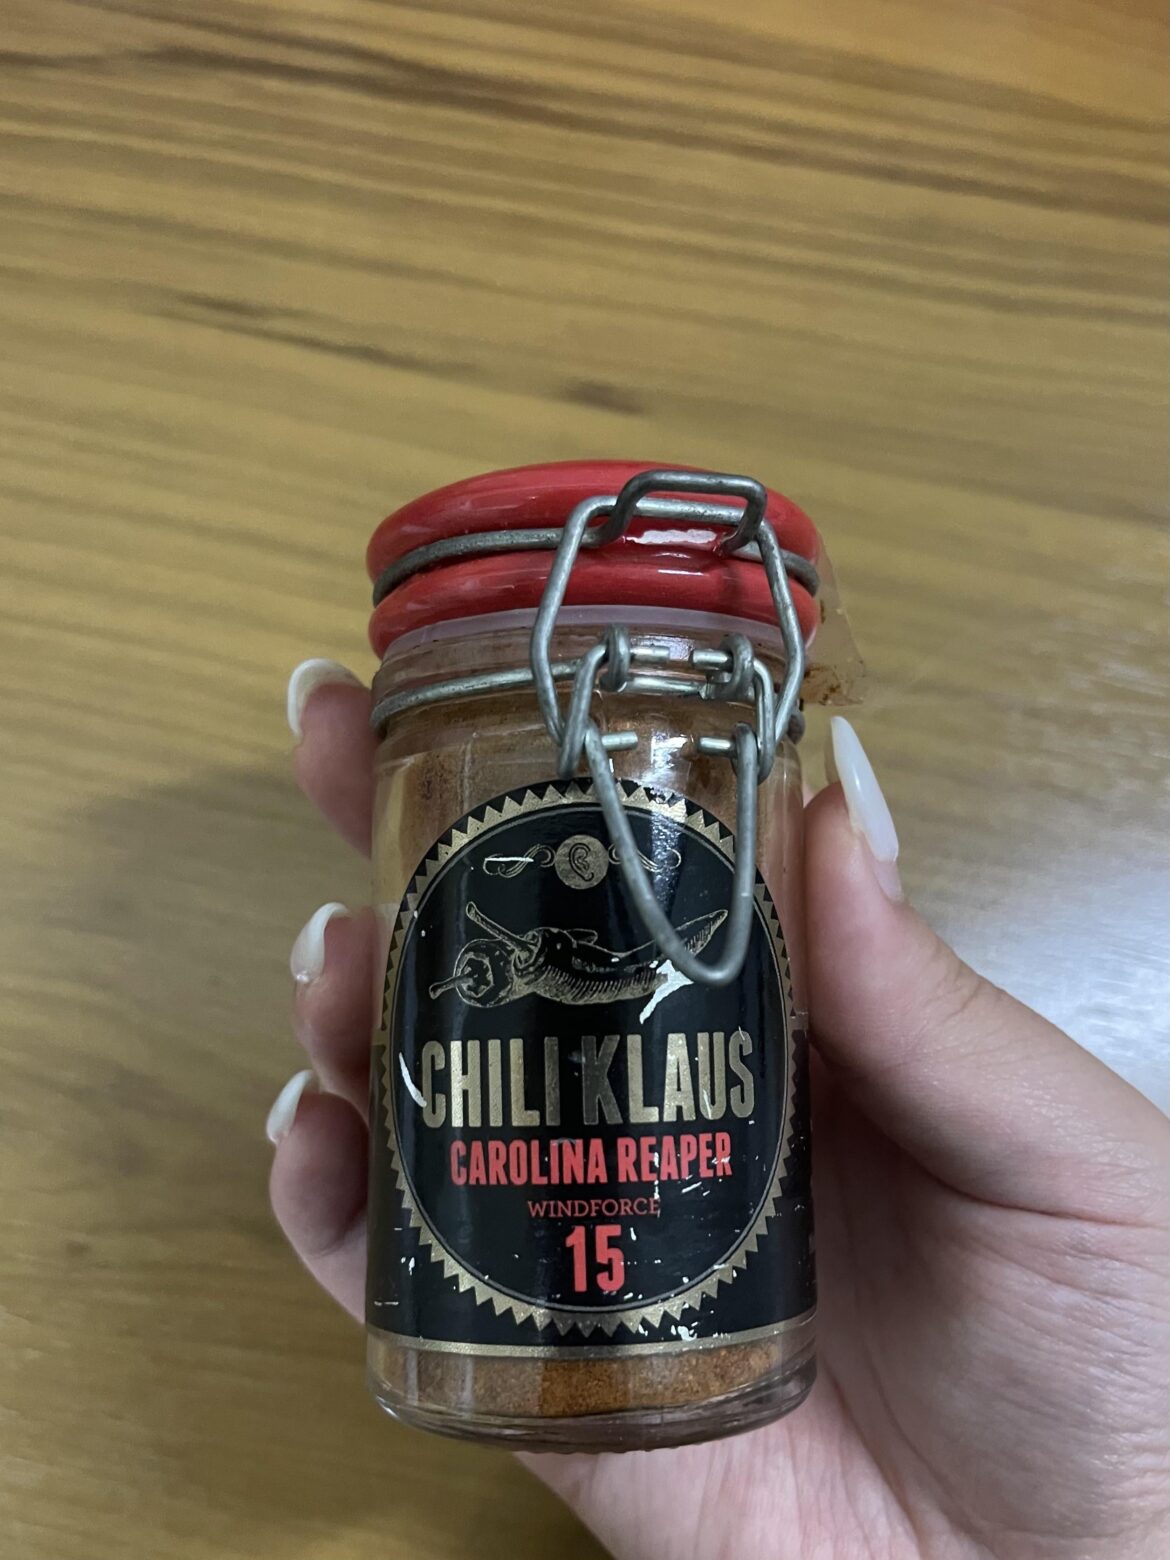 CHILI KLAUS
CAROLINA REAPER
WINDFORCE
15